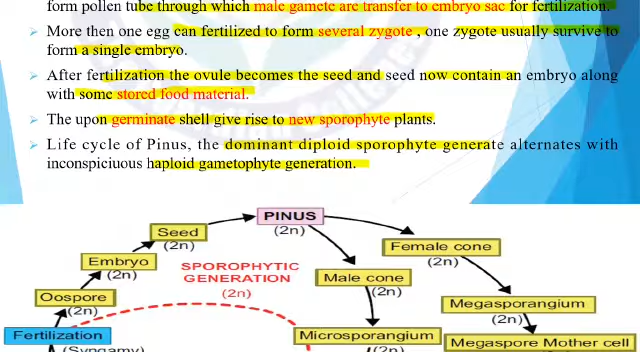 form pollen tube through which male gamete are transfer to embryo sac for fertilization.
More then one egg can fertilized to form several zygote , one zygote usually survive to
form a single embryo.
After fertilization the ovule becomes the seed and seed now contain an embryo along
with some stored food material.
The upon germinate shell give rise to new sporophyte plants.
Life cycle of Pinus, the dominant diploid sporophyte generate alternates with
inconspiciuous haploid gametophyte generation.
PINUS
(2n)
Seed
(2n)
Female cone
(2n)
Embryo
(2n)
SPOROPHYTIC
GENERATION
(2n)
Male cone
(2n)
Oospore
(2n)
Megasporangium
(2n)
Fertilization
(Syngamy)
Microsporangium
(2n)
Megaspore Mother cell